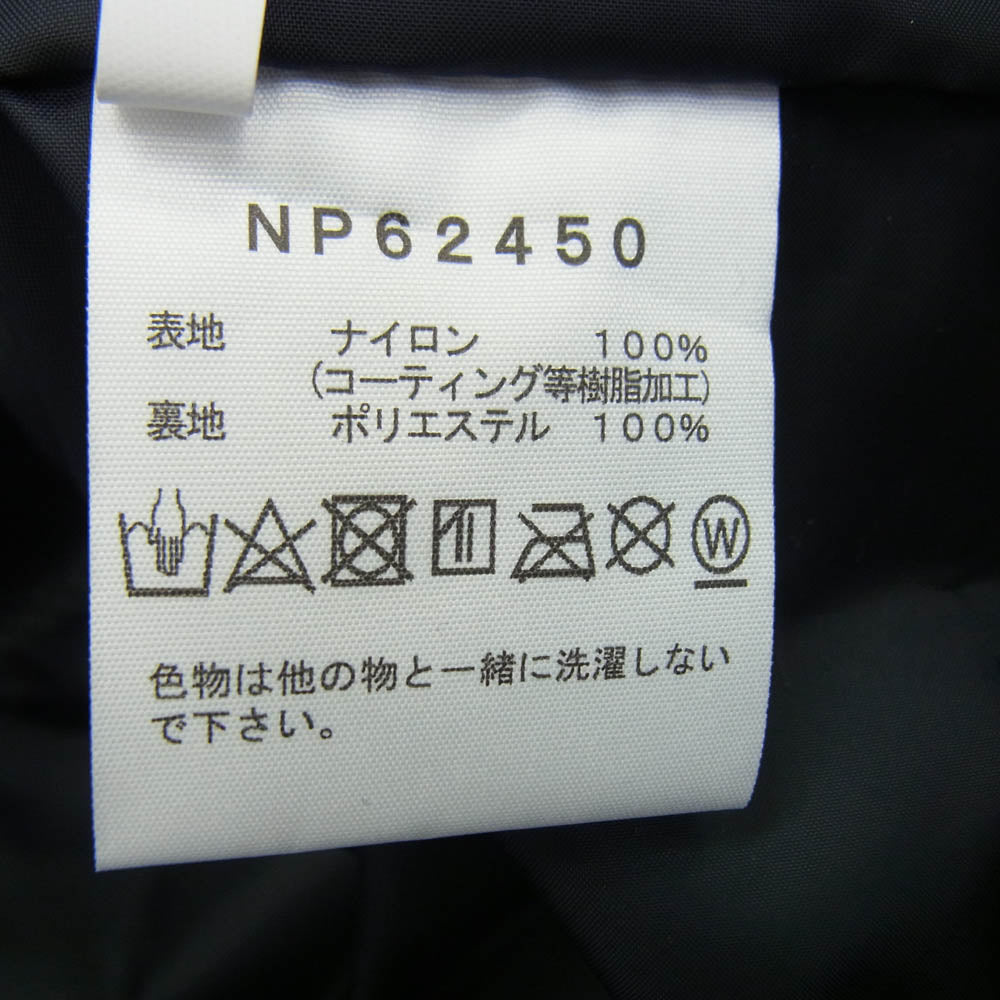 NP62450
表地 ナイロン 100%
(コーティング等樹脂加工)
裏地 ポリエステル 100%
W
色物は他の物と一緒に洗濯しない
で下さい。